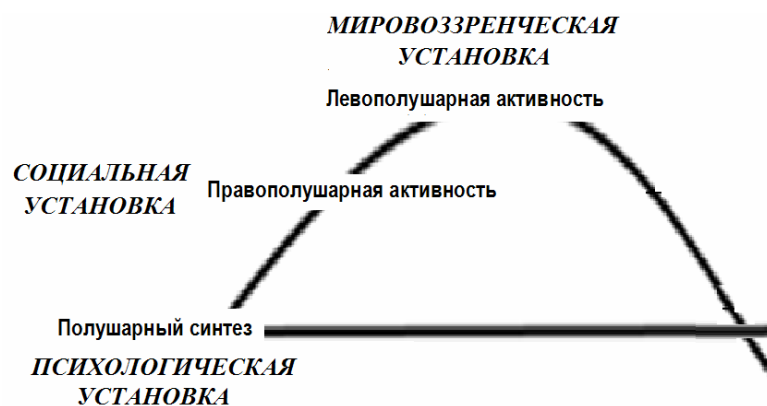 МИРОВОЗЗРЕНЧЕСКАЯ
УСТАНОВКА
Левополушарная активность
СОЦИАЛЬНАЯ
УСТАНОВКА
Правополушарная активность
Полушарный синтез
ПСИХОЛОГИЧЕСКАЯ
УСТАНОВКА